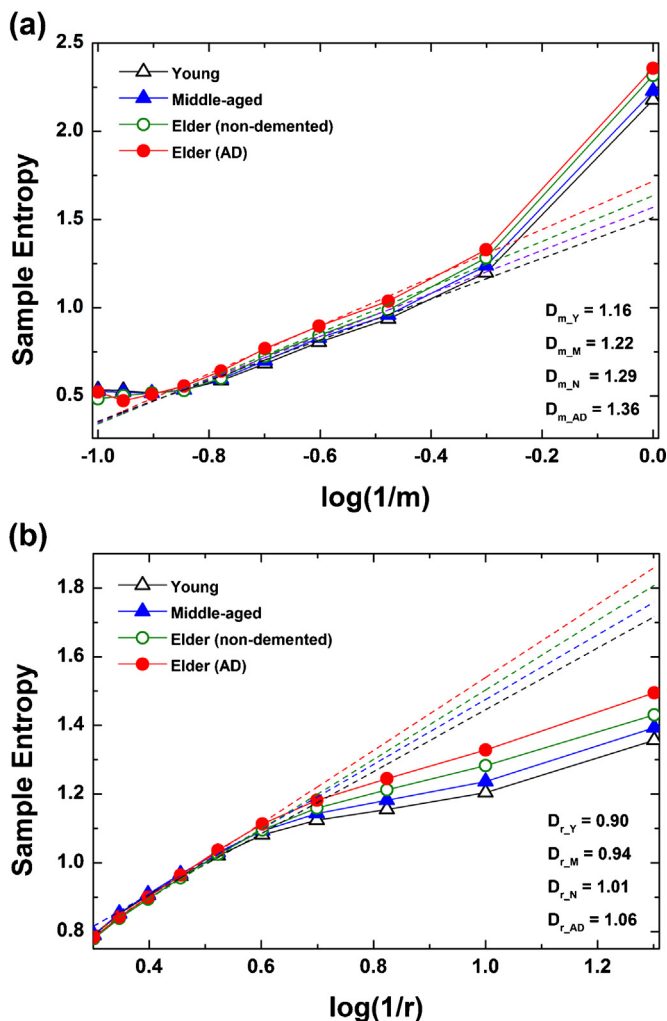 (a)
2.5
2.0
1.5
1.0
0.5
Sample Entropy
Young
Middle-aged
Elder (non-demented)
Elder (AD)
D_m_Y = 1.16
D_m_M = 1.22
D_m_N = 1.29
D_m_AD = 1.36
-1.0 -0.8 -0.6 -0.4 -0.2 0.0
log(1/m)
(b)
1.8
1.6
1.4
1.2
1.0
0.8
Sample Entropy
Young
Middle-aged
Elder (non-demented)
Elder (AD)
D_r_Y = 0.90
D_r_M = 0.94
D_r_N = 1.01
D_r_AD = 1.06
0.4 0.6 0.8 1.0 1.2
log(1/r)